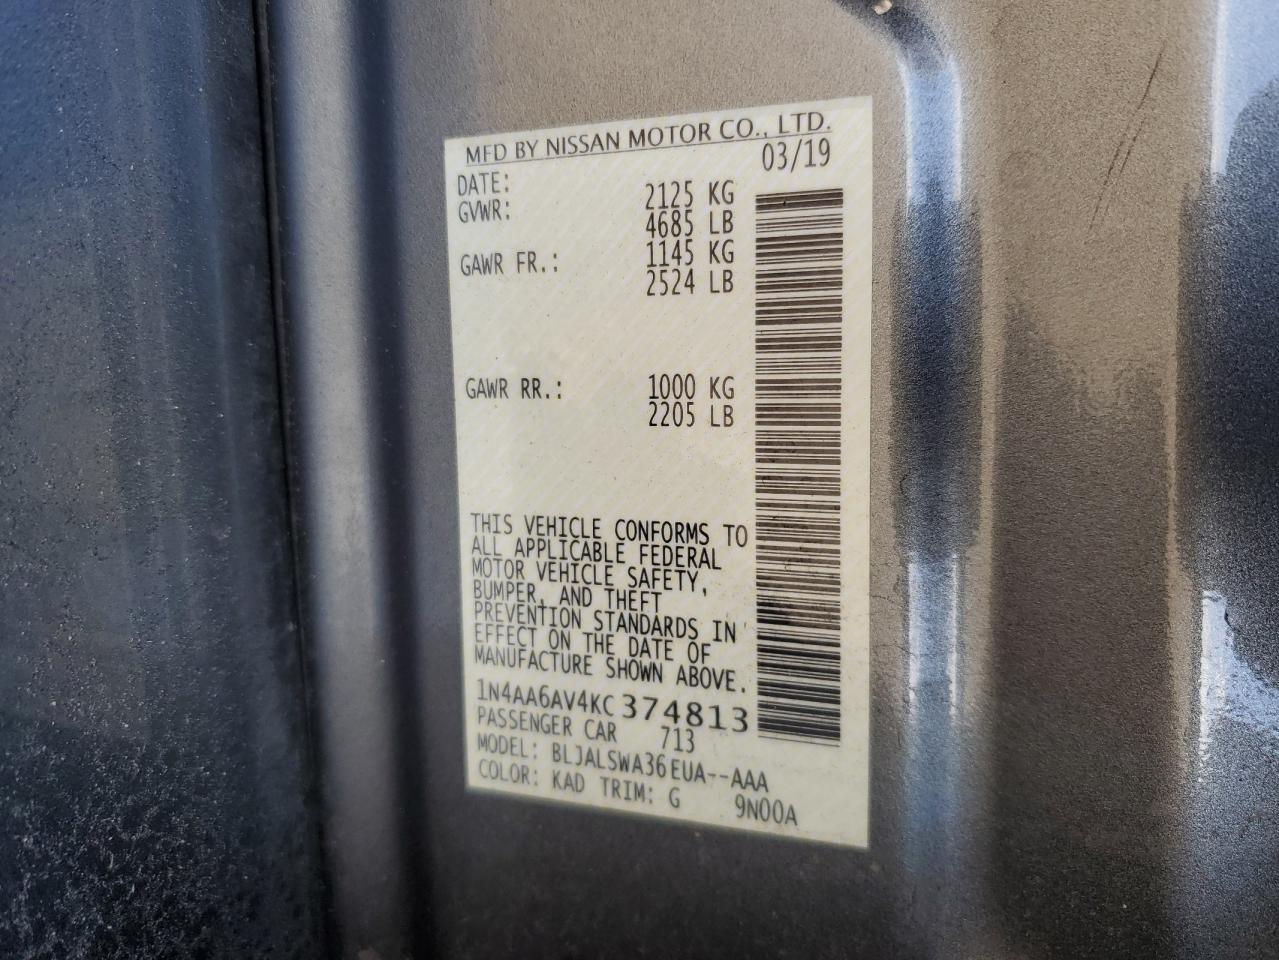 MFD BY NISSAN MOTOR CO., LTD.
DATE: 03/19
GVWR: 2125 KG
4685 LB
GAWR FR.: 1145 KG
2524 LB
GAWR RR.: 1000 KG
2205 LB
THIS VEHICLE CONFORMS TO
ALL APPLICABLE FEDERAL
MOTOR VEHICLE SAFETY,
BUMPER, AND THEFT
PREVENTION STANDARDS IN
EFFECT ON THE DATE OF
MANUFACTURE SHOWN ABOVE.
1N4AA6AV4KC374813
PASSENGER CAR 713
MODEL: BLJALSWA36EUA--AAA
COLOR: KAD TRIM: G 9N00A